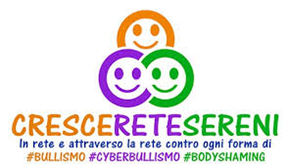 CRESCERETESERENI
In rete e attraverso la rete contro ogni forma di
#BULLISMO #CYBERBULLISMO #BODYSHAMING